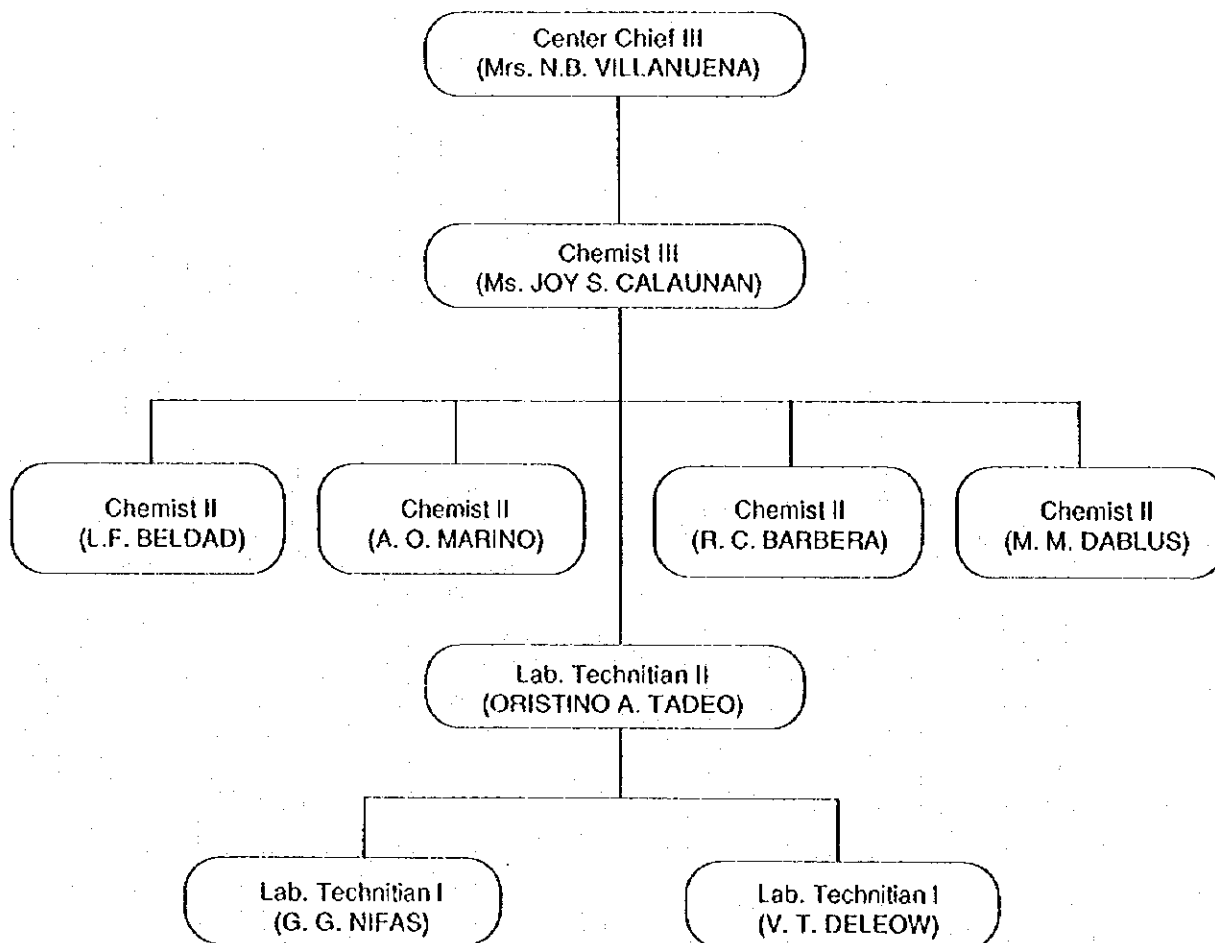 Center Chief III
(Mrs. N.B. VILLANUENA)
Chemist III
(Ms. JOY S. CALAUNAN)
Chemist II
(L.F. BELDAD)
Chemist II
(A. O. MARINO)
Chemist II
(R. C. BARBERA)
Chemist II
(M. M. DABLUS)
Lab. Technitian II
(ORISTINO A. TADEO)
Lab. Technitian I
(G. G. NIFAS)
Lab. Technitian I
(V. T. DELEOW)